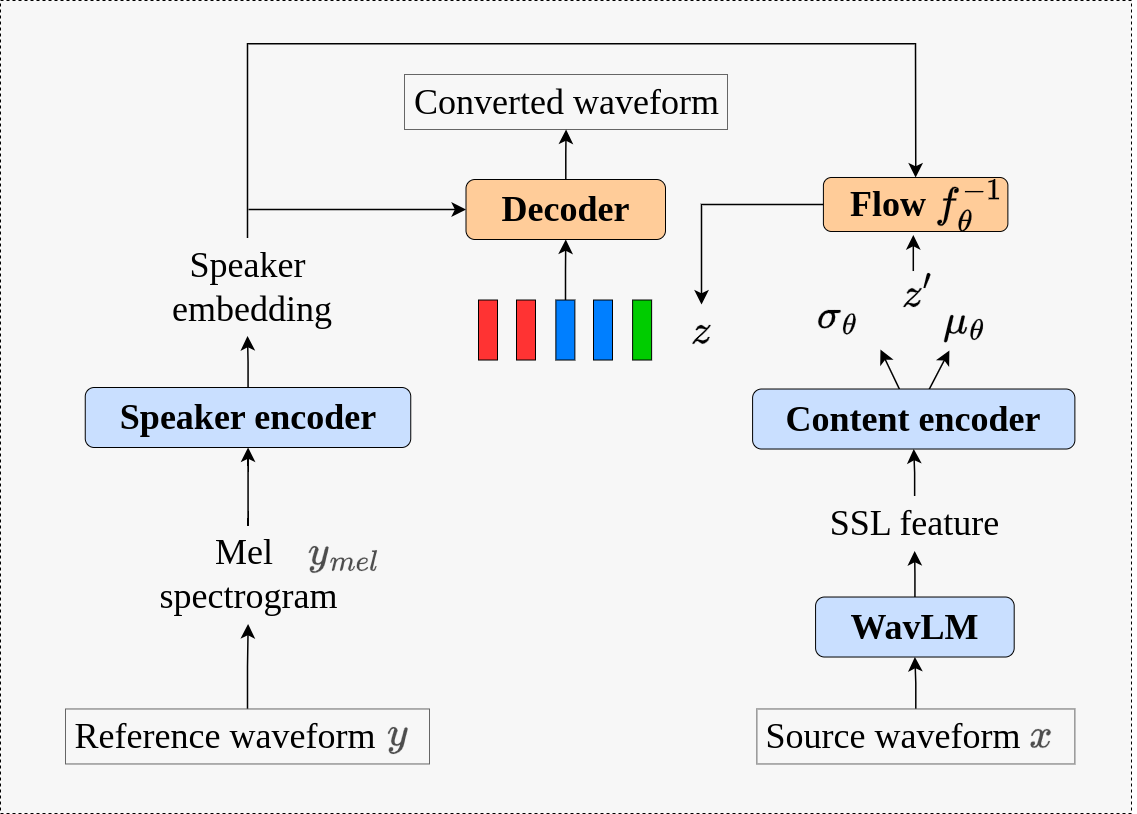 Converted waveform
Decoder
Flow $f_{\theta}^{-1}$
Speaker
embedding
$z$
$z'$
$\sigma_{\theta}$
$\mu_{\theta}$
Speaker encoder
Content encoder
SSL feature
Mel $y_{mel}$
spectrogram
WavLM
Reference waveform $y$
Source waveform $x$